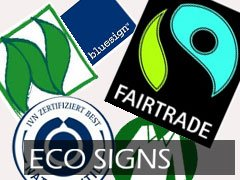 bluesign®
FAIRTRADE
IVN ZERTIFIZIERT BEST
ECO SIGNS